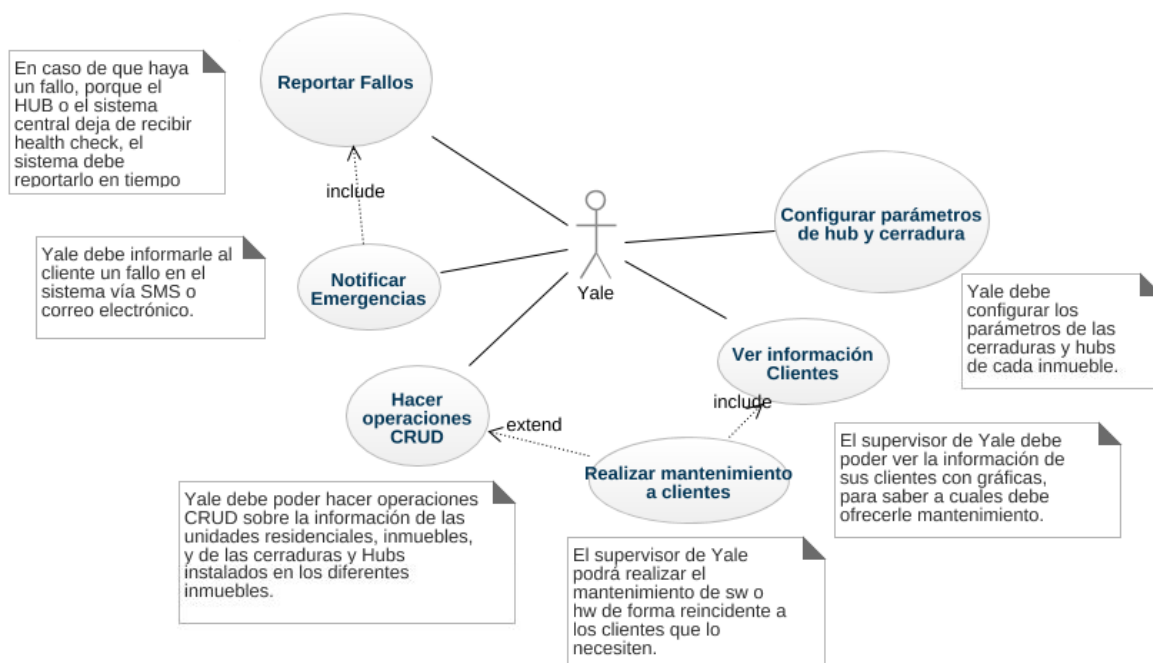 Reportar Fallos
En caso de que haya
un fallo, porque el
HUB o el sistema
central deja de recibir
health check, el
sistema debe
reportarlo en tiempo
include
Yale debe informarle al
cliente un fallo en el
sistema vía SMS o
correo electrónico.
Notificar
Emergencias
Yale
Configurar parámetros
de hub y cerradura
Yale debe
configurar los
parámetros de las
cerraduras y hubs
de cada inmueble.
Ver información
Clientes
include
Hacer
operaciones
CRUD
extend
Realizar mantenimiento
a clientes
El supervisor de Yale debe
poder ver la información de
sus clientes con gráficas,
para saber a cuales debe
ofrecerle mantenimiento.
Yale debe poder hacer operaciones
CRUD sobre la información de las
unidades residenciales, inmuebles,
y de las cerraduras y Hubs
instalados en los diferentes
inmuebles.
El supervisor de Yale
podrá realizar el
mantenimiento de sw o
hw de forma reincidente a
los clientes que lo
necesiten.